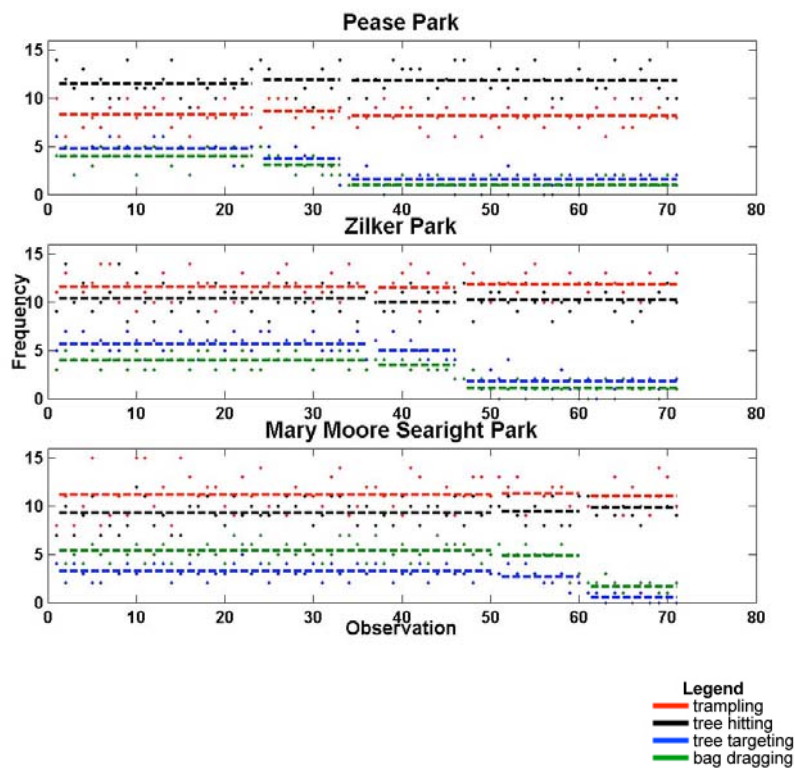 Pease Park
15
10
5
0
0 10 20 30 40 50 60 70 80
Zilker Park
Frequency
15
10
5
0
0 10 20 30 40 50 60 70 80
Mary Moore Searight Park
15
10
5
0
0 10 20 30 40 50 60 70 80
Observation
Legend
trampling
tree hitting
tree targeting
bag dragging